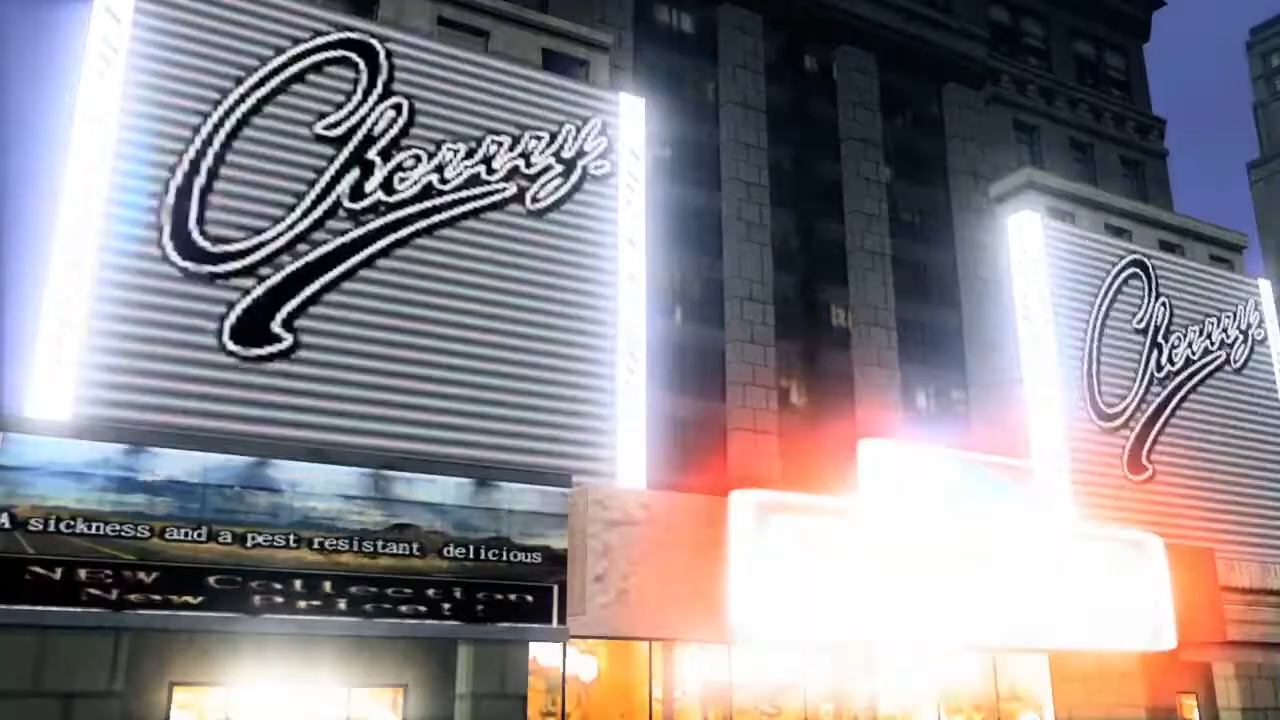 Cherry.
Cherry.
A sickness and a pest resistant delicious
NEW Collection
New price!!